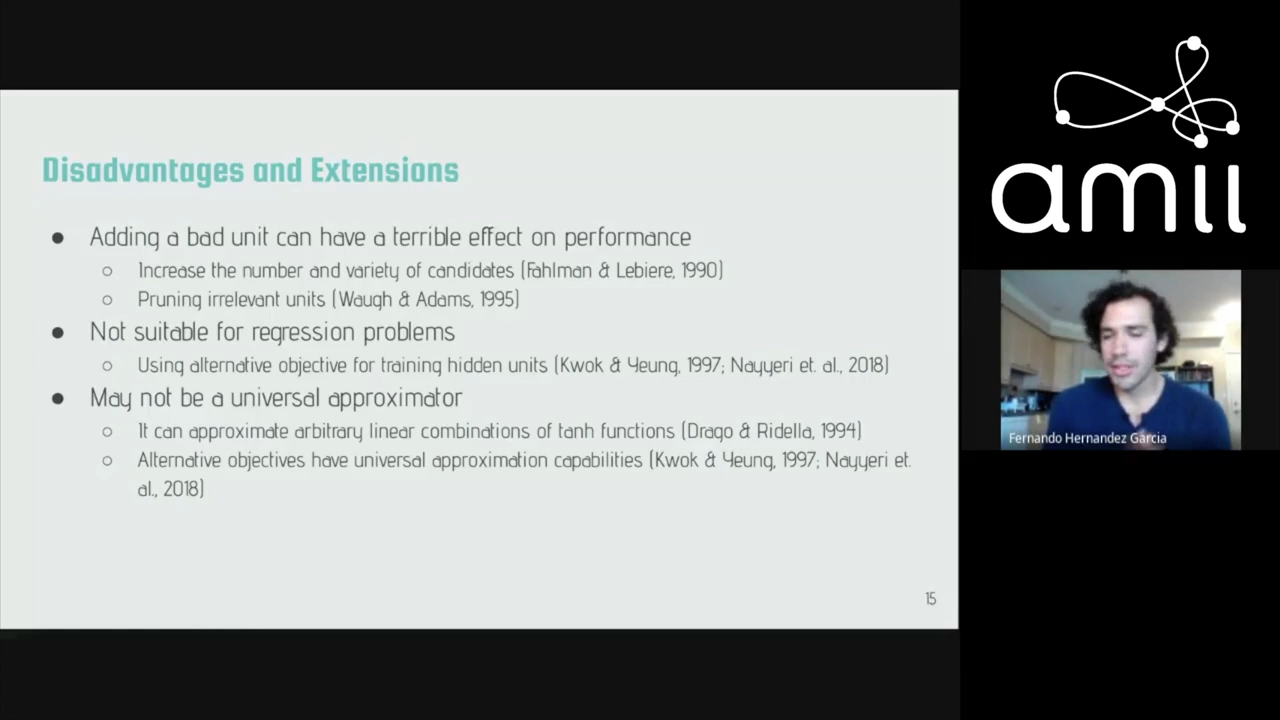 Disadvantages and Extensions
● Adding a bad unit can have a terrible effect on performance
○ Increase the number and variety of candidates (Fahlman & Lebiere, 1990)
○ Pruning irrelevant units (Waugh & Adams, 1995)
● Not suitable for regression problems
○ Using alternative objective for training hidden units (Kwok & Yeung, 1997; Nayyeri et. al., 2018)
● May not be a universal approximator
○ It can approximate arbitrary linear combinations of tanh functions (Drago & Ridella, 1994)
○ Alternative objectives have universal approximation capabilities (Kwok & Yeung, 1997; Nayyeri et.
al., 2018)
15
amii
Fernando Hernandez Garcia